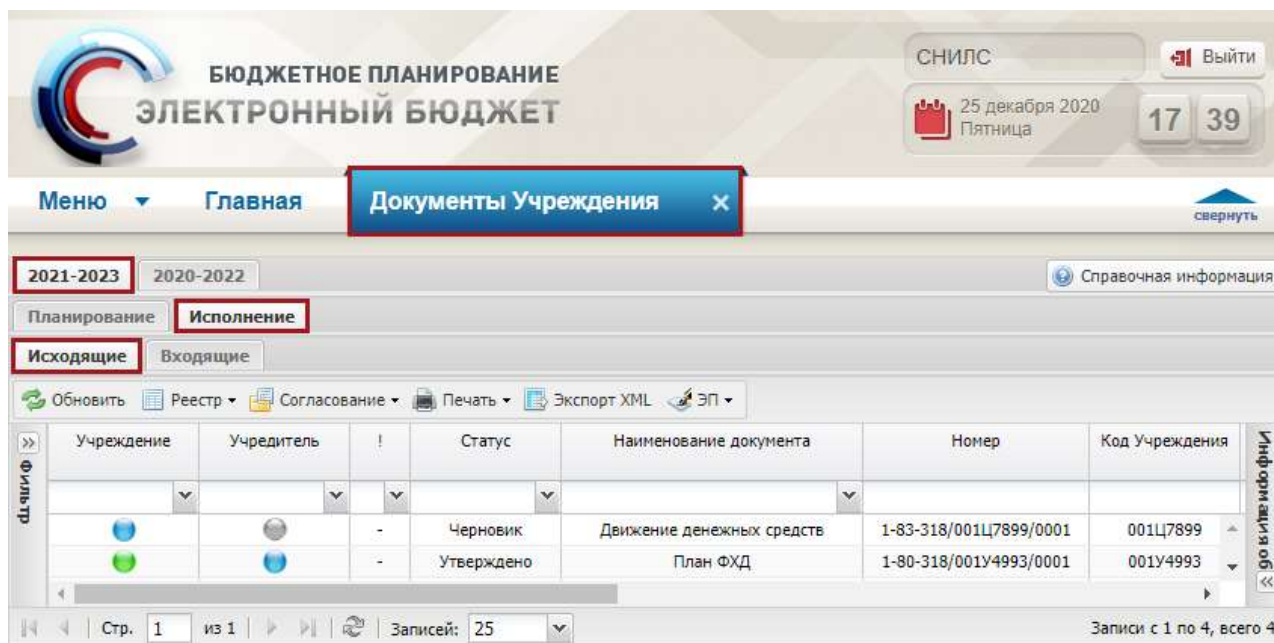 СНИЛС
Выйти
БЮДЖЕТНОЕ ПЛАНИРОВАНИЕ
ЭЛЕКТРОННЫЙ БЮДЖЕТ
25 декабря 2020
Пятница
17 39
Меню Главная Документы Учреждения
свернуть
2021-2023 2020-2022 Справочная информация
Планирование Исполнение
Исходящие Входящие
Обновить Реестр Согласование Печать Экспорт XML ЭП
Фильтр
Учреждение Учредитель ! Статус Наименование документа Номер Код Учреждения
- Черновик Движение денежных средств 1-83-318/001Ц7899/0001 001Ц7899
- Утверждено План ФХД 1-80-318/001У4993/0001 001У4993
Информация об
Стр. 1 из 1 Записей: 25 Записи с 1 по 4, всего 4